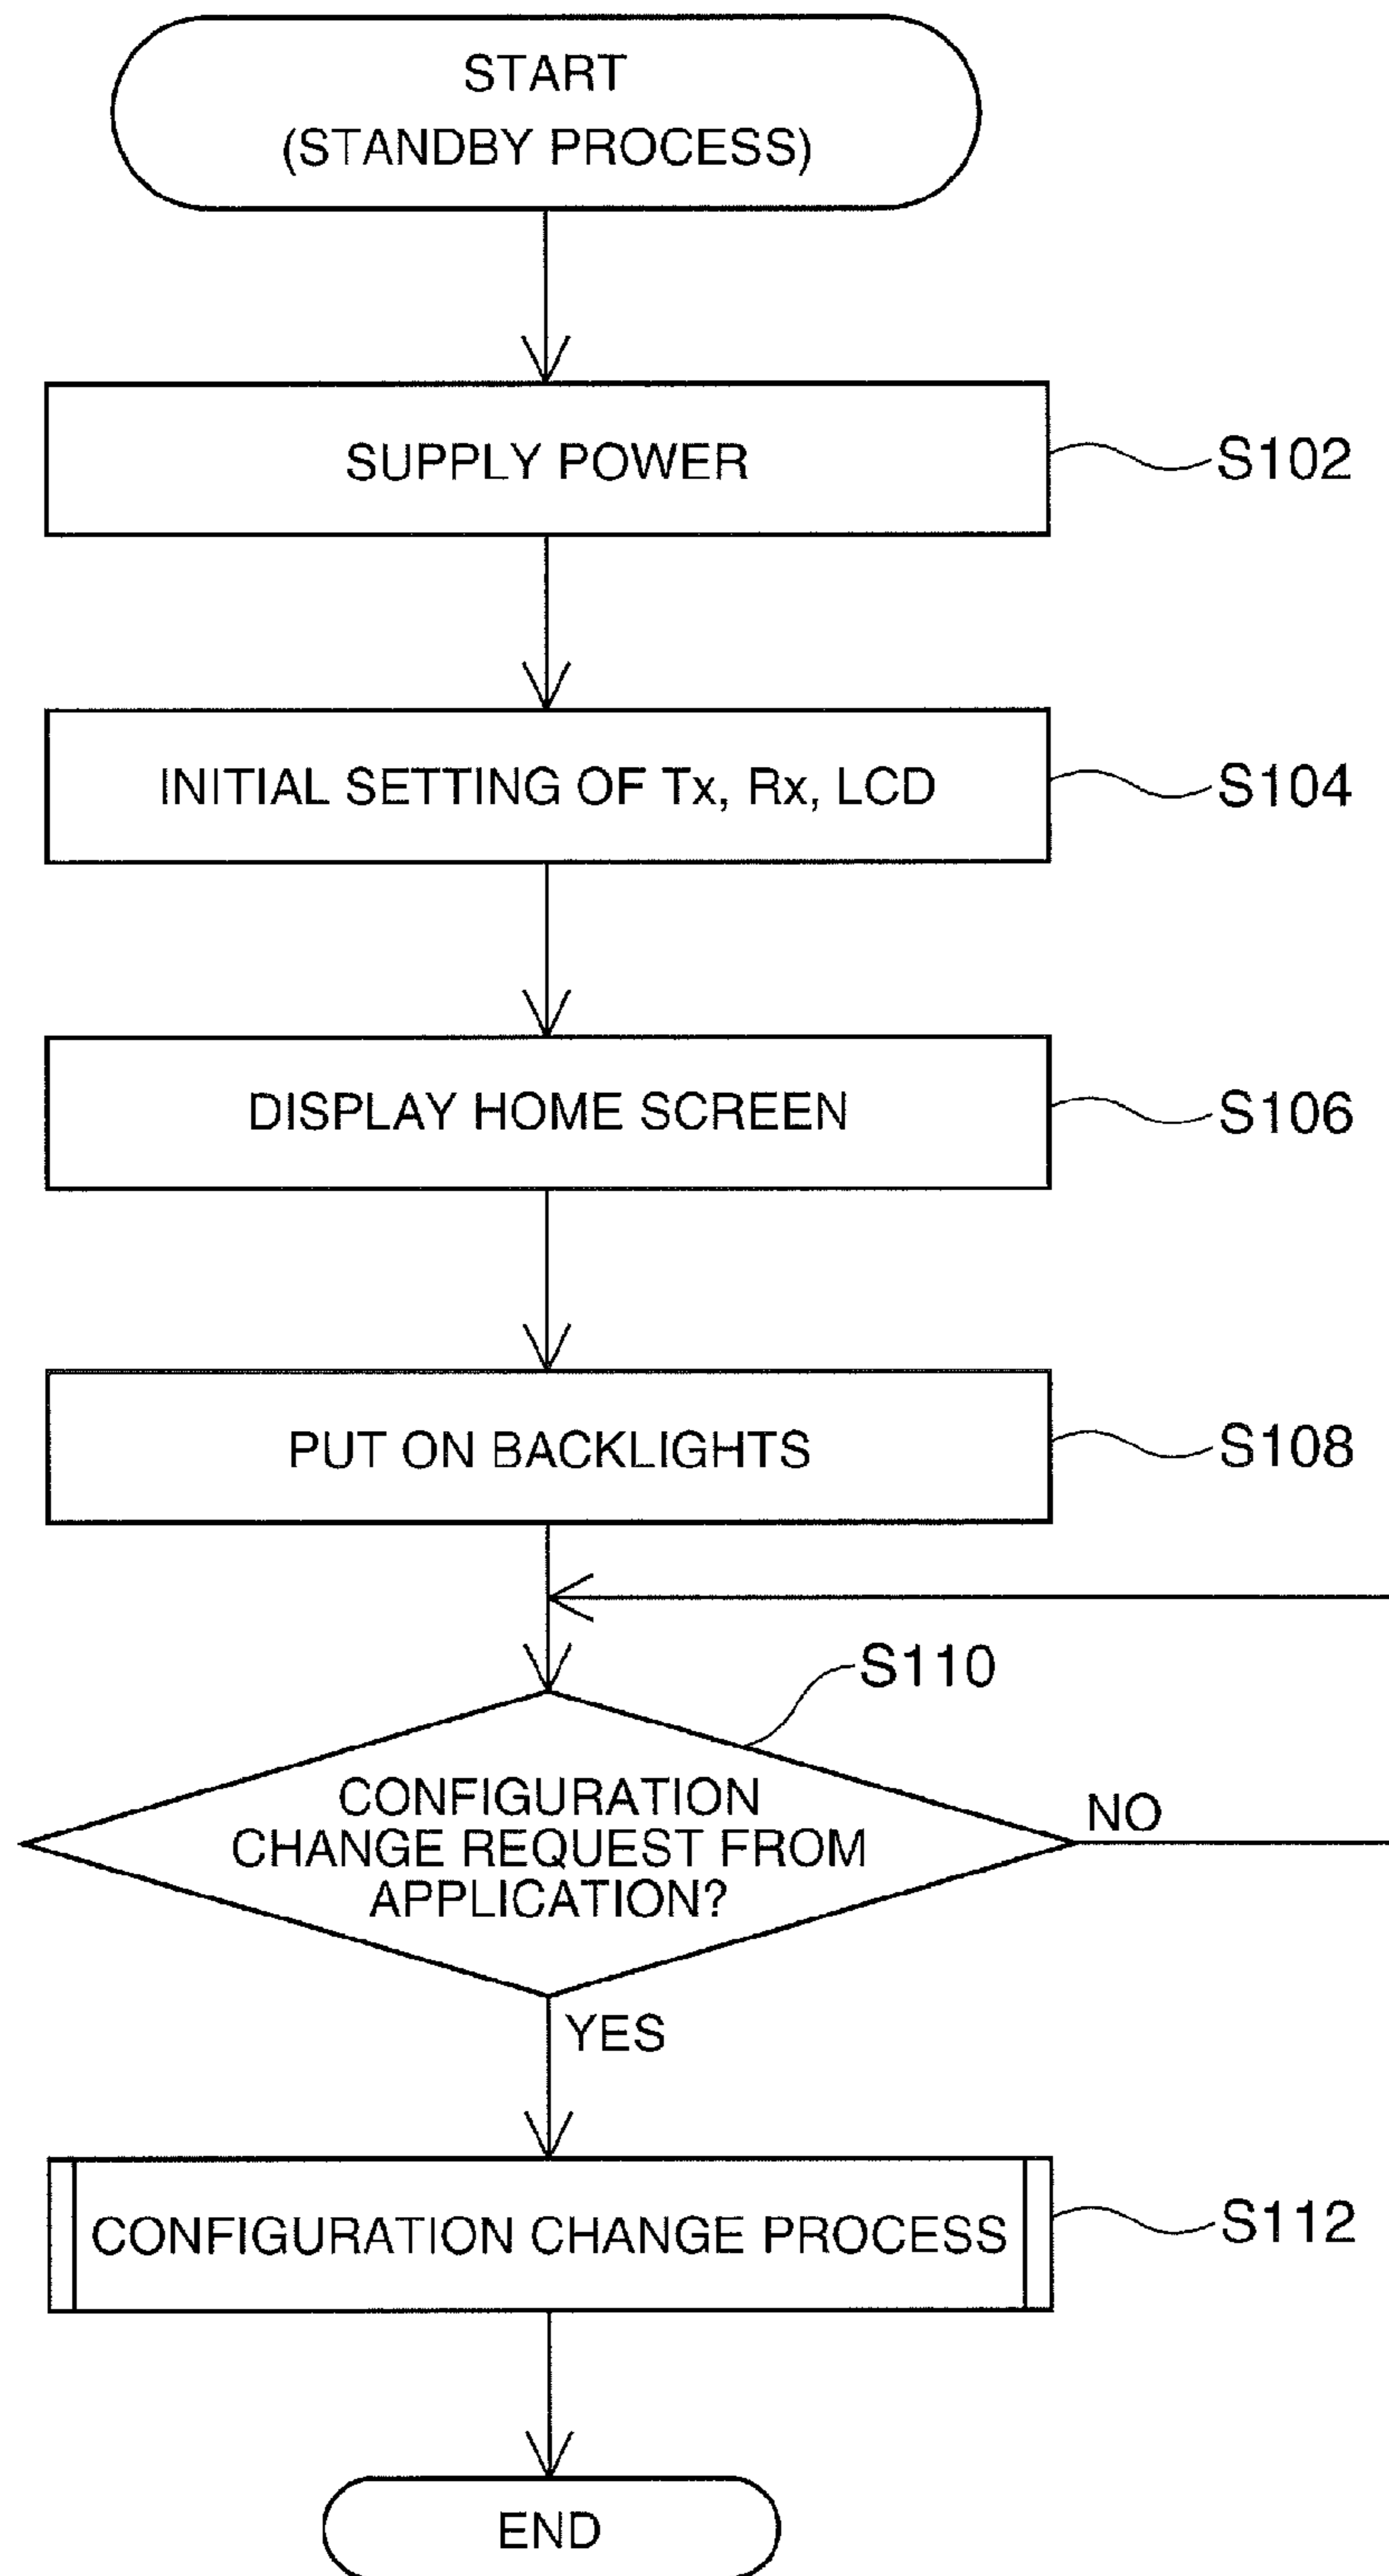 START
(STANDBY PROCESS)
SUPPLY POWER
S102
INITIAL SETTING OF Tx, Rx, LCD
S104
DISPLAY HOME SCREEN
S106
PUT ON BACKLIGHTS
S108
S110
CONFIGURATION
CHANGE REQUEST FROM
APPLICATION?
NO
YES
CONFIGURATION CHANGE PROCESS
S112
END